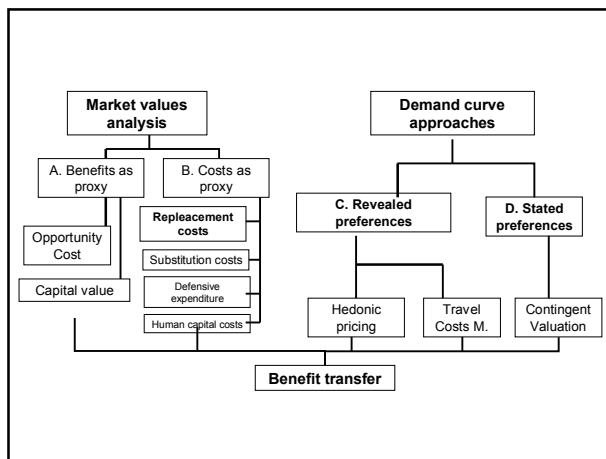 Market values
analysis
Demand curve
approaches
A. Benefits as
proxy
B. Costs as
proxy
Repleacement
costs
Opportunity
Cost
Substitution costs
Capital value
Defensive
expenditure
Human capital costs
C. Revealed
preferences
D. Stated
preferences
Hedonic
pricing
Travel
Costs M.
Contingent
Valuation
Benefit transfer